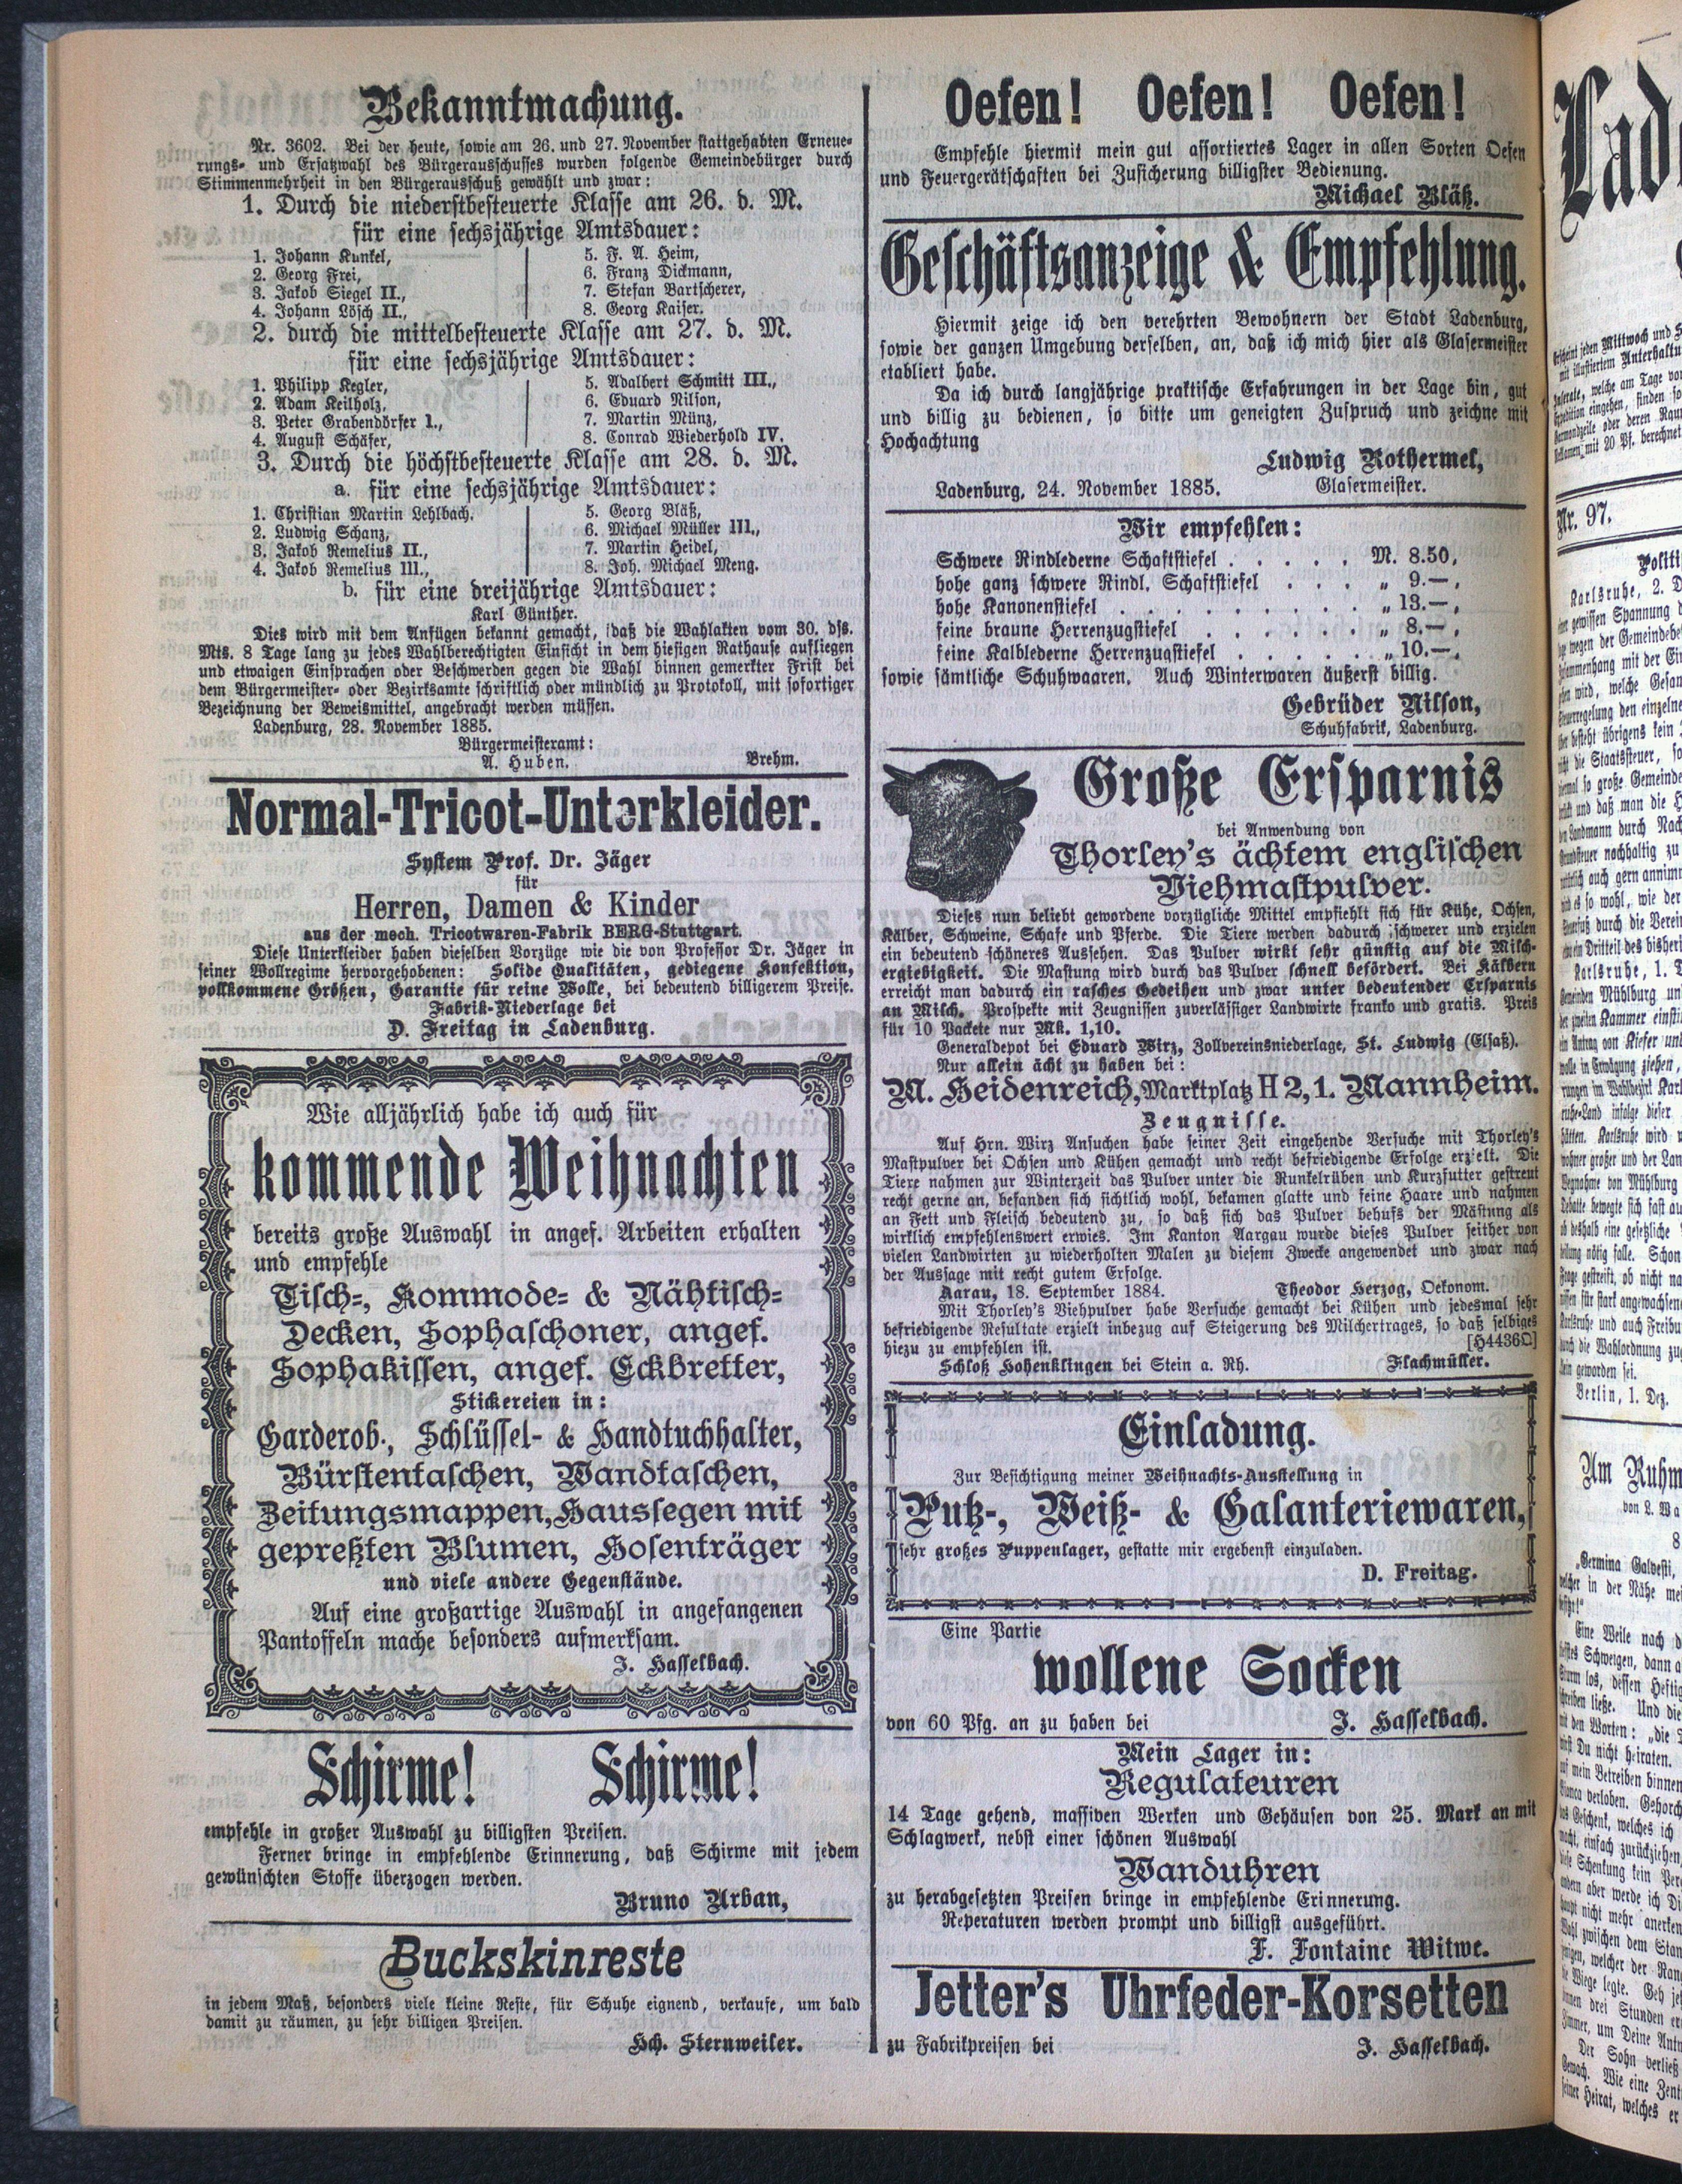 Bekanntmachung.
Nr. 3602. Bei der heute, sowie am 26. und 27. November stattgehabten Erneue-
rungs- und Ersatzwahl des Bürgerausschusses wurden folgende Gemeindebürger durch
Stimmenmehrheit in den Bürgerausschuß gewählt und zwar:
1. Durch die niederstbesteuerte Klasse am 26. d. M.
für eine sechsjährige Amtsdauer:
1. Johann Kunkel,
2. Georg Frei,
3. Jakob Siegel II.,
4. Johann Lösch II.,
5. F. A. Heim,
6. Franz Dickmann,
7. Stefan Bartscherer,
8. Georg Kaiser.
2. durch die mittelbesteuerte Klasse am 27. d. M.
für eine sechsjährige Amtsdauer:
1. Philipp Kegler,
2. Adam Keilholz,
3. Peter Grabendörfer 1.,
4. August Schäfer,
5. Adalbert Schmitt III.,
6. Eduard Nilson,
7. Martin Münz,
8. Conrad Wiederhold IV.
3. Durch die höchstbesteuerte Klasse am 28. d. M.
a. für eine sechsjährige Amtsdauer:
1. Christian Martin Lehlbach.
2. Ludwig Schanz,
3. Jakob Remelius II.,
4. Jakob Remelius III.,
5. Georg Bläß,
6. Michael Müller III.,
7. Martin Heidel,
8. Joh. Michael Meng.
b. für eine dreijährige Amtsdauer:
Karl Günther.
Dies wird mit dem Anfügen bekannt gemacht, daß die Wahlakten vom 30. dss.
Mts. 8 Tage lang zu jedes Wahlberechtigten Einsicht in dem hiesigen Rathause aufliegen
und etwaigen Einsprachen oder Beschwerden gegen die Wahl binnen gemerkter Frist bei
dem Bürgermeister- oder Bezirksamte schriftlich oder mündlich zu Protokoll, mit sofortiger
Bezeichnung der Beweismittel, angebracht werden müssen.
Ladenburg, 28. November 1885.
Bürgermeisteramt:
A. Huben. Brehm.
Normal-Tricot-Unterkleider.
System Prof. Dr. Jäger
für
Herren, Damen & Kinder
aus der mech. Tricotwaren-Fabrik BERG-Stuttgart.
Diese Unterkleider haben dieselben Vorzüge wie die von Professor Dr. Jäger in
seiner Wollregime hervorgehobenen: Solide Qualitäten, gediegene Konfektion,
vollkommene Größen, Garantie für reine Wolle, bei bedeutend billigerem Preise.
Fabrik-Niederlage bei
D. Freitag in Ladenburg.
Wie alljährlich habe ich auch für
kommende Weihnachten
bereits große Auswahl in angef. Arbeiten erhalten
und empfehle
Tisch-, Kommode- & Nähtisch-
Decken, Sophaschoner, angef.
Sophakissen, angef. Eckbretter,
Stickereien in:
Garderob-, Schlüssel- & Handtuchhalter,
Bürstentaschen, Wandtaschen,
Zeitungsmappen, Haussegen mit
gepreßten Blumen, Hosenträger
und viele andere Gegenstände.
Auf eine großartige Auswahl in angefangenen
Pantoffeln mache besonders aufmerksam.
J. Hasselbach.
Schirme! Schirme!
empfehle in großer Auswahl zu billigsten Preisen.
Ferner bringe in empfehlende Erinnerung, daß Schirme mit jedem
gewünschten Stoffe überzogen werden.
Bruno Urban,
Buckskinreste
in jedem Maß, besonders viele kleine Reste, für Schuhe eignend, verkaufe, um bald
damit zu räumen, zu sehr billigen Preisen.
Hch. Sternweiler.
Oefen! Oefen! Oefen!
Empfehle hiermit mein gut assortiertes Lager in allen Sorten Oefen
und Feuergerätschaften bei Zusicherung billigster Bedienung.
Michael Bläß.
Geschäftsanzeige & Empfehlung.
Hiermit zeige ich den verehrten Bewohnern der Stadt Ladenburg,
sowie der ganzen Umgebung derselben, an, daß ich mich hier als Glasermeister
etabliert habe.
Da ich durch langjährige praktische Erfahrungen in der Lage bin, gut
und billig zu bedienen, so bitte um geneigten Zuspruch und zeichne mit
Hochachtung
Ludwig Rothermel,
Glasermeister.
Ladenburg, 24. November 1885.
Wir empfehlen:
Schwere Rindlederne Schaftstiefel . . . . . M. 8.50,
hohe ganz schwere Rindl. Schaftstiefel . . . „ 9.—,
hohe Kanonenstiefel . . . . . . . . . „ 13.—,
feine braune Herrenzugstiefel . . . . . . „ 8.—,
feine Kalblederne Herrenzugstiefel . . . . . „ 10.—,
sowie sämtliche Schuhwaaren. Auch Winterwaren äußerst billig.
Gebrüder Nilson,
Schuhfabrik, Ladenburg.
Große Ersparnis
bei Anwendung von
Thorley's ächtem englischen
Viehmastpulver.
Dieses nun beliebt gewordene vorzügliche Mittel empfiehlt sich für Kühe, Ochsen,
Kälber, Schweine, Schafe und Pferde. Die Tiere werden dadurch schwerer und erzielen
ein bedeutend schöneres Aussehen. Das Pulver wirkt sehr günstig auf die Milch-
ergiebigkeit. Die Mastung wird durch das Pulver schnell befördert. Bei Kälbern
erreicht man dadurch ein rasches Gedeihen und zwar unter bedeutender Ersparnis
an Milch. Prospekte mit Zeugnissen zuverlässiger Landwirte franko und gratis. Preis
für 10 Packete nur Mk. 1,10.
Generaldepot bei Eduard Wirz, Zollvereinsniederlage, St. Ludwig (Elsaß).
Nur allein ächt zu haben bei:
M. Heidenreich, Marktplatz H 2, 1. Mannheim.
Zeugnisse.
Auf Hrn. Wirz Ansuchen habe seiner Zeit eingehende Versuche mit Thorley's
Mastpulver bei Ochsen und Kühen gemacht und recht befriedigende Erfolge erzielt. Die
Tiere nahmen zur Winterzeit das Pulver unter die Runkelrüben und Kurzfutter gestreut
recht gerne an, befanden sich sichtlich wohl, bekamen glatte und feine Haare und nahmen
an Fett und Fleisch bedeutend zu, so daß sich das Pulver behufs der Mästung als
wirklich empfehlenswert erwies. Im Kanton Aargau wurde dieses Pulver seither von
vielen Landwirten zu wiederholten Malen zu diesem Zwecke angewendet und zwar nach
der Aussage mit recht gutem Erfolge.
Aarau, 18. September 1884. Theodor Herzog, Oekonom.
Mit Thorley's Viehpulver habe Versuche gemacht bei Kühen und jedesmal sehr
befriedigende Resultate erzielt inbezug auf Steigerung des Milchertrages, so daß selbiges
hiezu zu empfehlen ist. [H4436Q]
Schloß Hohenklingen bei Stein a. Rh. Flachmüller.
Einladung.
Zur Besichtigung meiner Weihnachts-Ausstellung in
Putz-, Weiß- & Galanteriewaren,
sehr großes Puppenlager, gestatte mir ergebenst einzuladen.
D. Freitag.
Eine Partie
wollene Socken
von 60 Pfg. an zu haben bei J. Hasselbach.
Mein Lager in:
Regulateuren
14 Tage gehend, massiven Werken und Gehäusen von 25. Mark an mit
Schlagwerk, nebst einer schönen Auswahl
Wanduhren
zu herabgesetzten Preisen bringe in empfehlende Erinnerung.
Reperaturen werden prompt und billigst ausgeführt.
F. Fontaine Witwe.
Jetter's Uhrfeder-Korsetten
zu Fabrikpreisen bei J. Hasselbach.
Nr. 97.
Karlsruhe, 2. D
Karlsruhe, 1.
Berlin, 1. Dez.
Am Ruhm